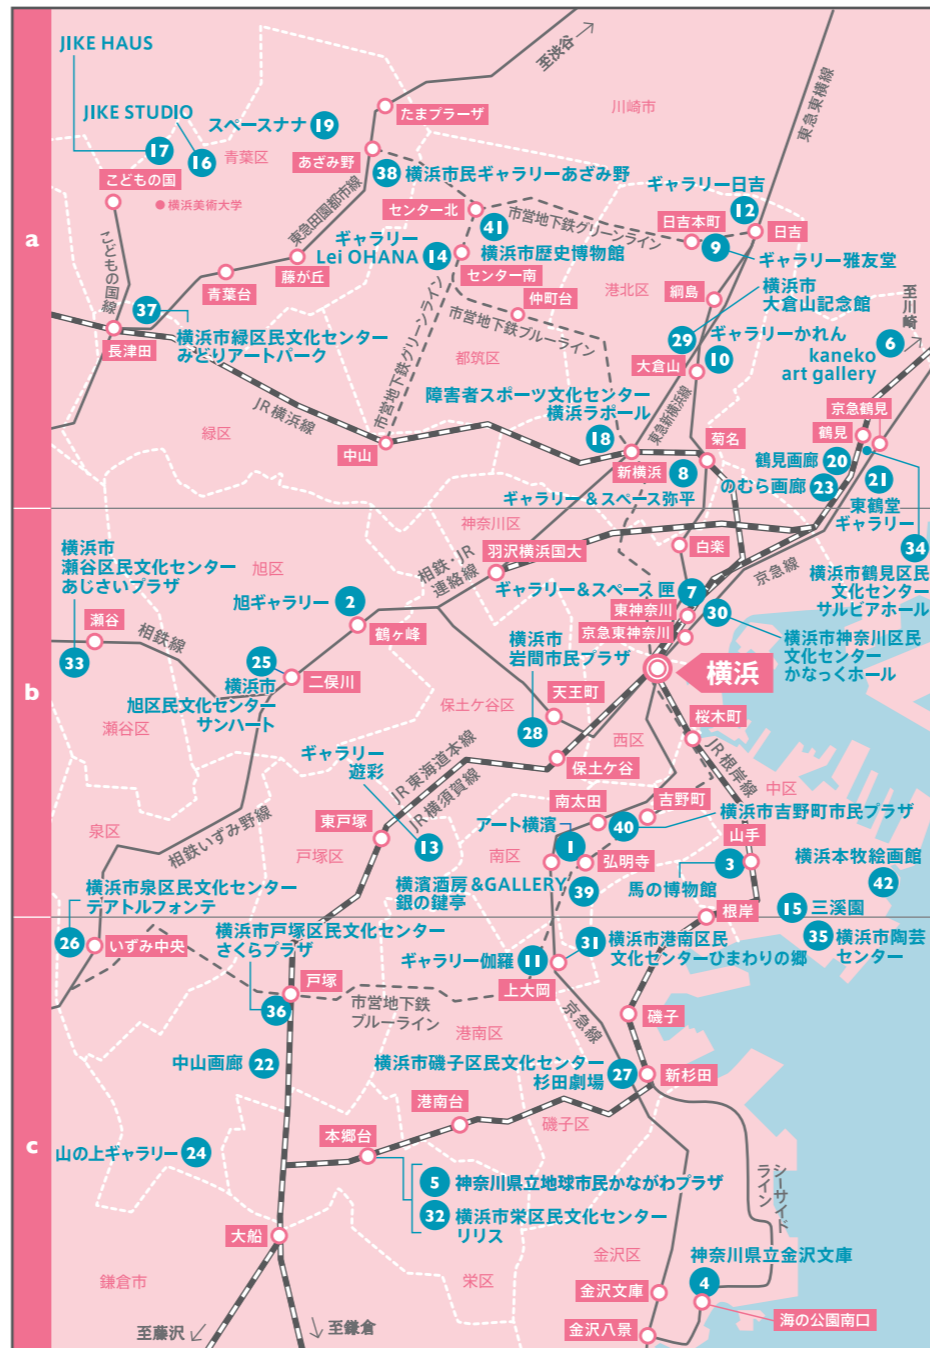 JIKE HAUS
JIKE STUDIO
17
16
スペースナナ 19
青葉区
こどもの国
横浜美術大学
至渋谷
川崎市
東急東横線
たまプラーザ
あざみ野
38 横浜市民ギャラリーあざみ野
東急田園都市線
センター北
市営地下鉄グリーンライン
ギャラリー日吉
12
日吉本町
日吉
a
こどもの国線
ギャラリー
Lei OHANA 14
41
横浜市歴史博物館
センター南
9
ギャラリー雅友堂
藤が丘
青葉台
仲町台
港北区
綱島
横浜市
大倉山記念館
至川崎
37
横浜市緑区民文化センター
みどりアートパーク
長津田
市営地下鉄グリーンライン
市営地下鉄ブルーライン
都筑区
29
ギャラリーかれん
10
大倉山
6
kaneko
art gallery
JR横浜線
緑区
中山
障害者スポーツ文化センター
横浜ラポール
18
東急新横浜線
新横浜
菊名
京急鶴見
鶴見
鶴見画廊 20
のむら画廊 23
21
東鶴堂
ギャラリー
8
ギャラリー&スペース弥平
34
横浜市鶴見区民
文化センター
サルビアホール
神奈川区
横浜市
瀬谷区民文化センター
あじさいプラザ
旭区
相鉄・JR
連絡線
羽沢横浜国大
白楽
京急線
旭ギャラリー 2
ギャラリー&スペース 匣 7
東神奈川
京急東神奈川
30
横浜市神奈川区民
文化センター
かなっくホール
瀬谷
33
相鉄線
鶴ヶ峰
25
横浜市
旭区民文化センター
サンハート
二俣川
横浜市
岩間市民プラザ
横浜
b
瀬谷区
保土ケ谷区
天王町
28
西区
桜木町
JR根岸線
中区
ギャラリー
遊彩
JR東海道本線
JR横須賀線
保土ケ谷
泉区
相鉄いずみ野線
東戸塚
戸塚区
13
南太田
吉野町
40
横浜市吉野町市民プラザ
アート横濱
1
南区
弘明寺
山手
3
馬の博物館
横浜本牧絵画館
42
横浜市泉区民文化センター
テアトルフォンテ
横濱酒房&GALLERY
銀の鍵亭
39
根岸
15 三溪園
35 横浜市陶芸
センター
26
いずみ中央
横浜市戸塚区民文化センター
さくらプラザ
戸塚
36
ギャラリー伽羅 11
上大岡
31
横浜市港南区民
文化センターひまわりの郷
市営地下鉄
ブルーライン
港南区
京急線
磯子
中山画廊 22
横浜市磯子区民文化センター
杉田劇場
27
新杉田
港南台
本郷台
磯子区
c
山の上ギャラリー 24
5 神奈川県立地球市民かながわプラザ
32 横浜市栄区民文化センター
リリス
シーサイド
ライン
大船
金沢区
神奈川県立金沢文庫
4
鎌倉市
栄区
金沢文庫
海の公園南口
金沢八景
至藤沢
至鎌倉